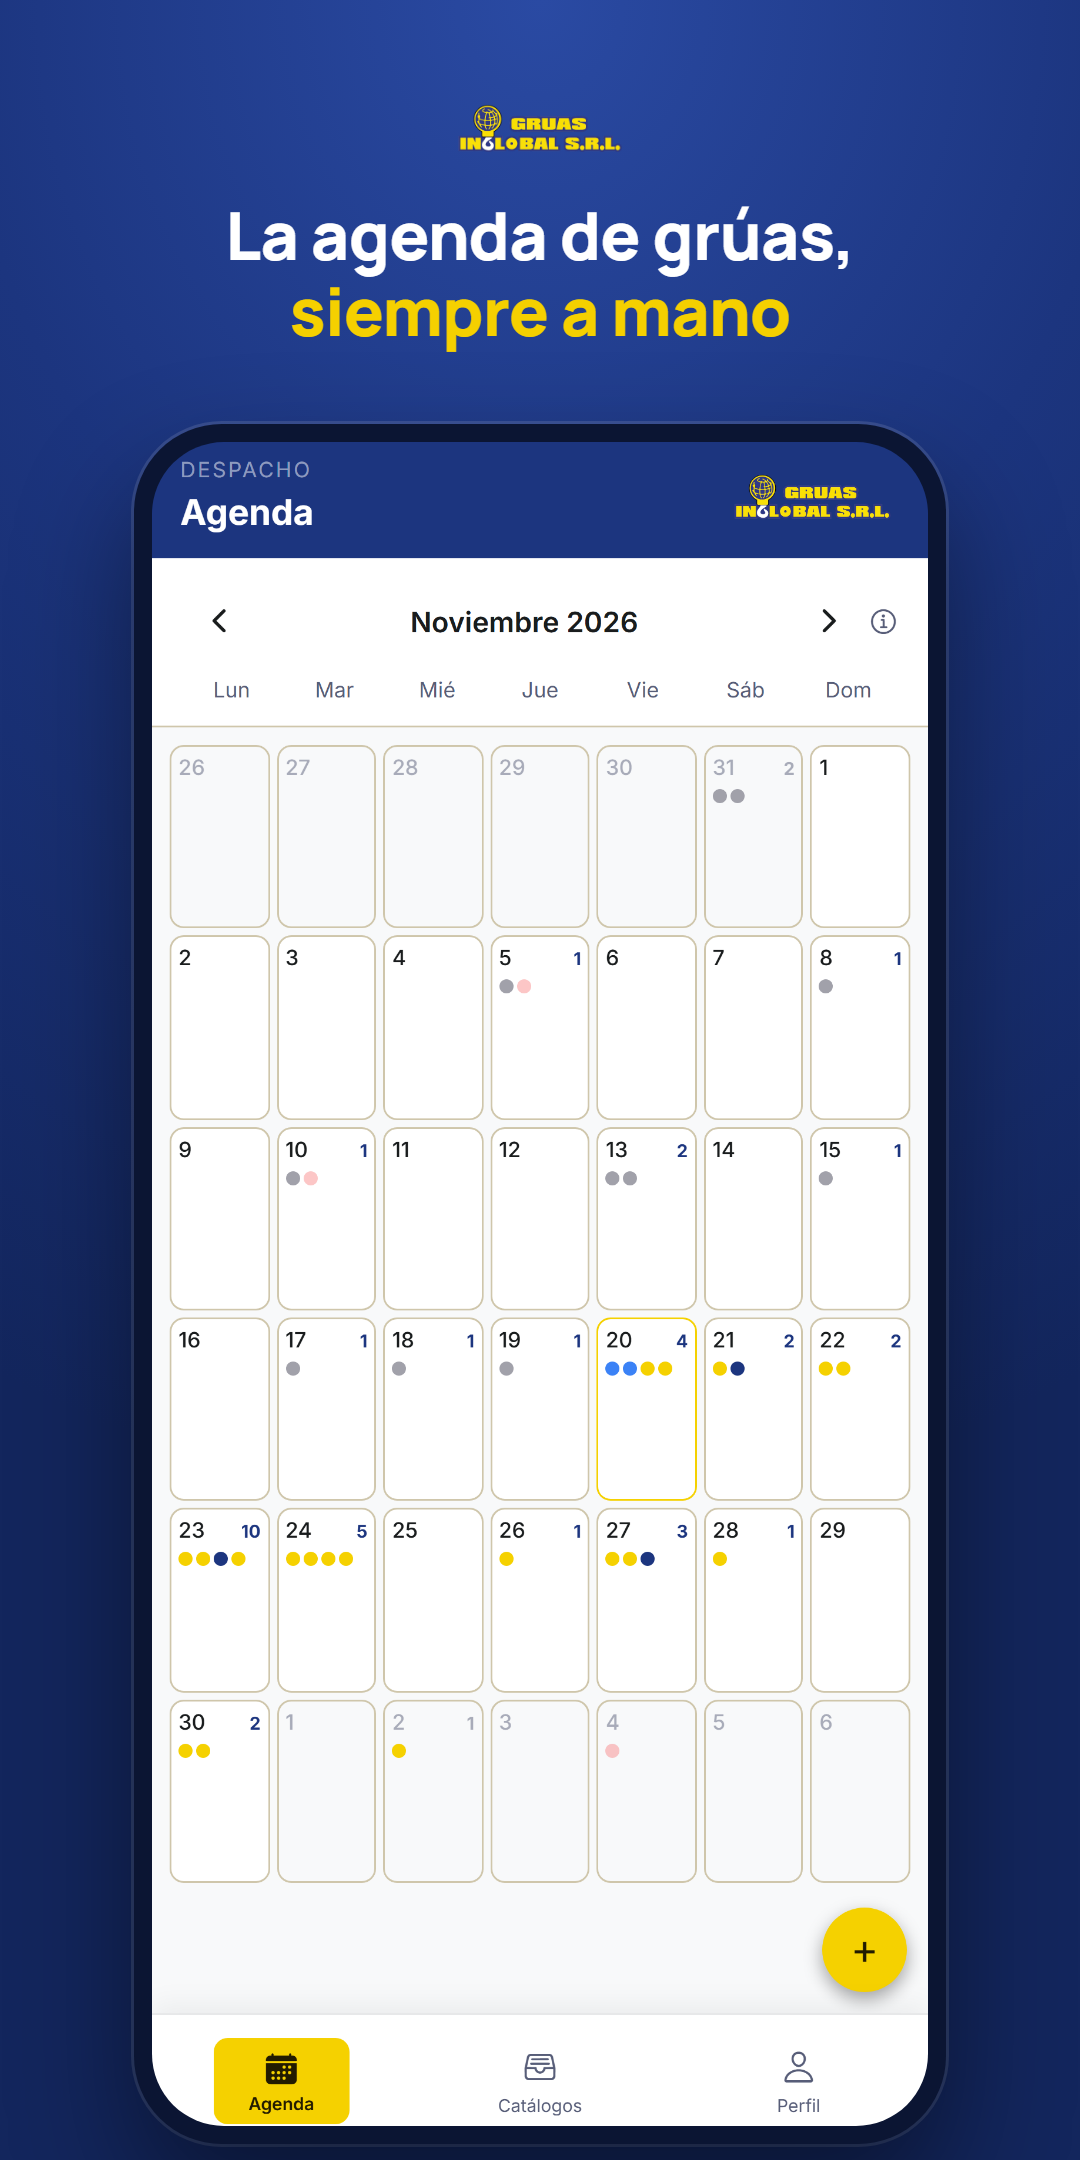 GRUAS
INGLOBAL S.R.L.
La agenda de grúas,
siempre a mano
DESPACHO
Agenda
GRUAS
INGLOBAL S.R.L.
Noviembre 2026
Lun Mar Mié Jue Vie Sáb Dom
26 27 28 29 30 31 2 1
2 3 4 5 1 6 7 8 1
9 10 1 11 12 13 2 14 15 1
16 17 1 18 1 19 1 20 4 21 2 22 2
23 10 24 5 25 26 1 27 3 28 1 29
30 2 1 2 1 3 4 5 6
+
Agenda Catálogos Perfil